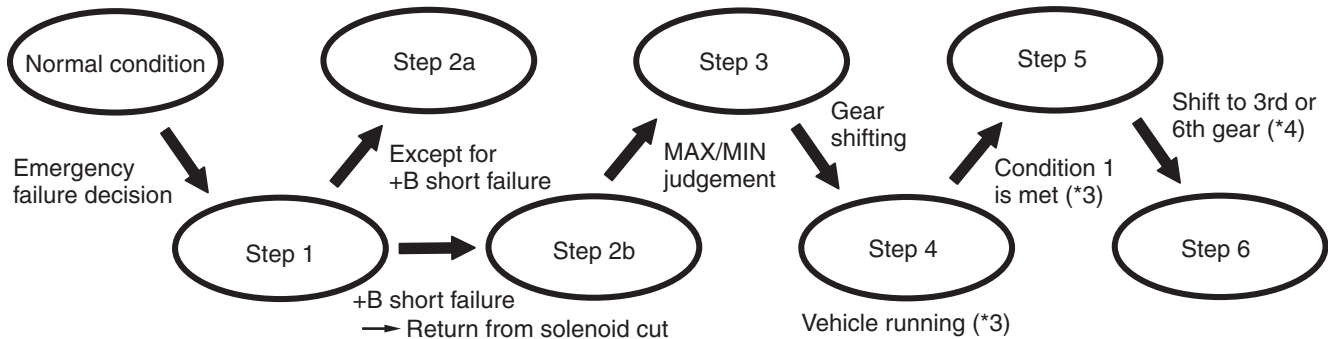 Normal condition
Emergency
failure decision
Step 1
Step 2a
Except for
+B short failure
+B short failure
→ Return from solenoid cut
Step 2b
MAX/MIN
judgement
Step 3
Gear
shifting
Step 4
Vehicle running (*3)
Condition 1
is met (*3)
Step 5
Shift to 3rd or
6th gear (*4)
Step 6